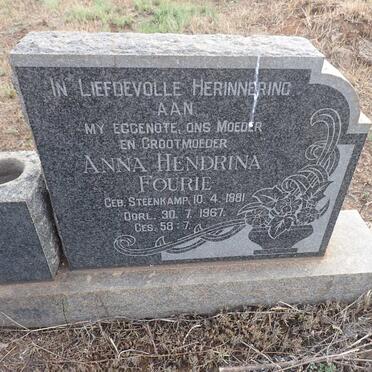 IN LIEFDEVOLLE HERINNERING
AAN
MY EGGENOTE, ONS MOEDER
EN GROOTMOEDER
ANNA HENDRINA
FOURIE
GEB. STEENKAMP, 10. 4. 1881
OORL. 30. 7. 1967.
GES. 58: 7.